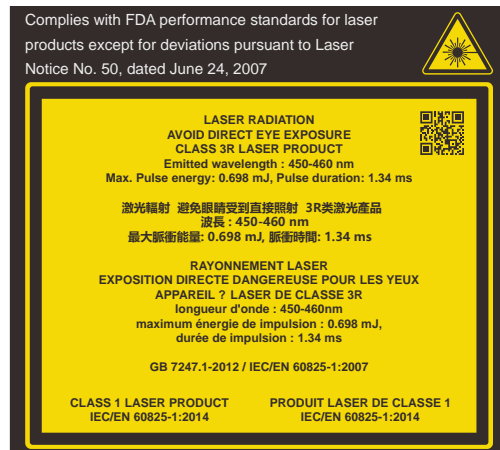 Complies with FDA performance standards for laser
products except for deviations pursuant to Laser
Notice No. 50, dated June 24, 2007
LASER RADIATION
AVOID DIRECT EYE EXPOSURE
CLASS 3R LASER PRODUCT
Emitted wavelength : 450-460 nm
Max. Pulse energy: 0.698 mJ, Pulse duration: 1.34 ms
激光輻射 避免眼睛受到直接照射 3R类激光產品
波長 : 450-460 nm
最大脈衝能量: 0.698 mJ, 脈衝時間: 1.34 ms
RAYONNEMENT LASER
EXPOSITION DIRECTE DANGEREUSE POUR LES YEUX
APPAREIL ? LASER DE CLASSE 3R
longueur d'onde : 450-460nm
maximum énergie de impulsion : 0.698 mJ,
durée de impulsion : 1.34 ms
GB 7247.1-2012 / IEC/EN 60825-1:2007
CLASS 1 LASER PRODUCT
IEC/EN 60825-1:2014
PRODUIT LASER DE CLASSE 1
IEC/EN 60825-1:2014